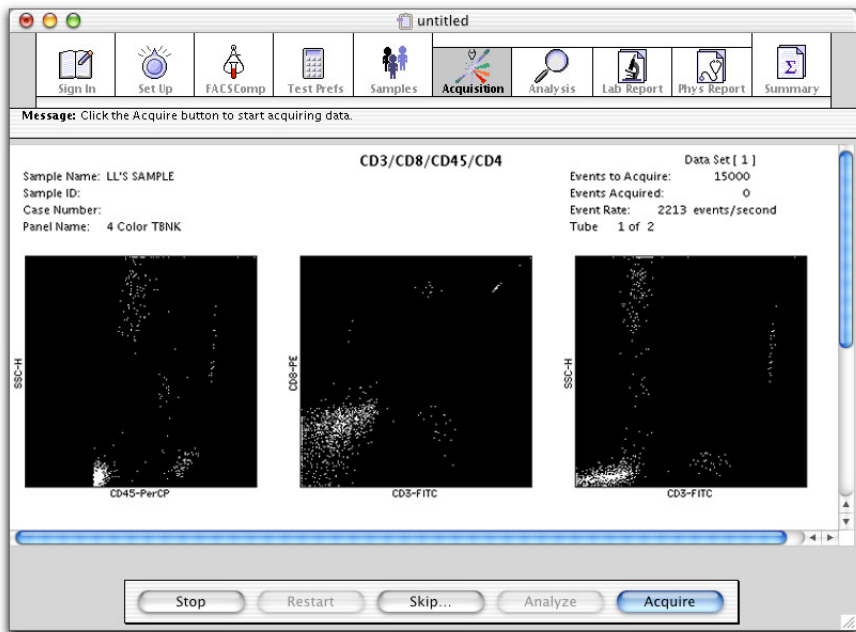 untitled
Sign In
Set Up
FACSComp
Test Prefs
Samples
Acquisition
Analysis
Lab Report
Phys Report
Summary
Message: Click the Acquire button to start acquiring data.
CD3/CD8/CD45/CD4
Data Set [ 1 ]
Sample Name: LL'S SAMPLE
Sample ID:
Case Number:
Panel Name: 4 Color TBNK
Events to Acquire: 15000
Events Acquired: 0
Event Rate: 2213 events/second
Tube 1 of 2
SSC-H
CD45-PerCP
CD8-PE
CD3-FITC
SSC-H
CD3-FITC
Stop
Restart
Skip...
Analyze
Acquire